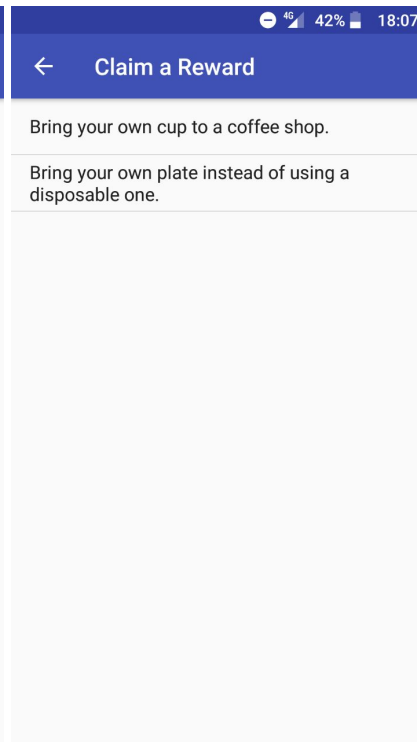 4G 42% 18:07
Claim a Reward
Bring your own cup to a coffee shop.
Bring your own plate instead of using a
disposable one.